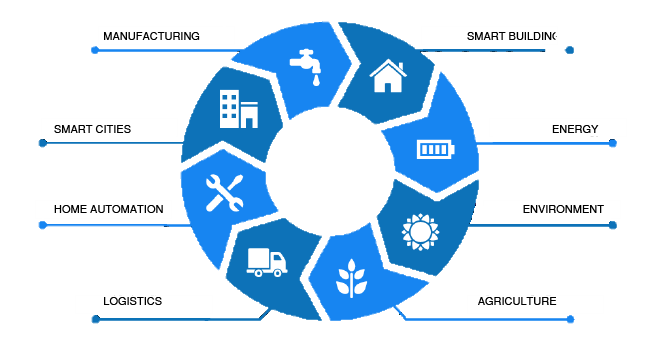 MANUFACTURING
SMART BUILDING
SMART CITIES
ENERGY
HOME AUTOMATION
ENVIRONMENT
LOGISTICS
AGRICULTURE